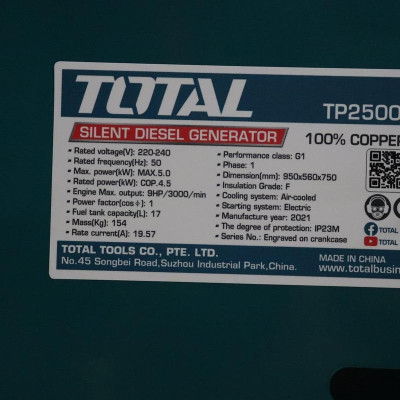 TOTAL
TP2500
SILENT DIESEL GENERATOR
100% COPPER
• Rated voltage(V): 220-240
• Rated frequency(Hz): 50
• Max. power(kW): MAX.5.0
• Rated power(kW): COP.4.5
• Engine Max. output: 9HP/3000/min
• Power factor(cosϕ): 1
• Fuel tank capacity(L): 17
• Mass(Kg): 154
• Rate current(A): 19.57
• Performance class: G1
• Phase: 1
• Dimension(mm): 950x560x750
• Insulation Grade: F
• Cooling system: Air-cooled
• Starting system: Electric
• Manufacture year: 2021
• The degree of protection: IP23M
• Series No.: Engraved on crankcase
TOTAL
TOTAL
TOTAL TOOLS CO., PTE. LTD.
No.45 Songbei Road,Suzhou Industrial Park,China.
MADE IN CHINA
www.totalbusin